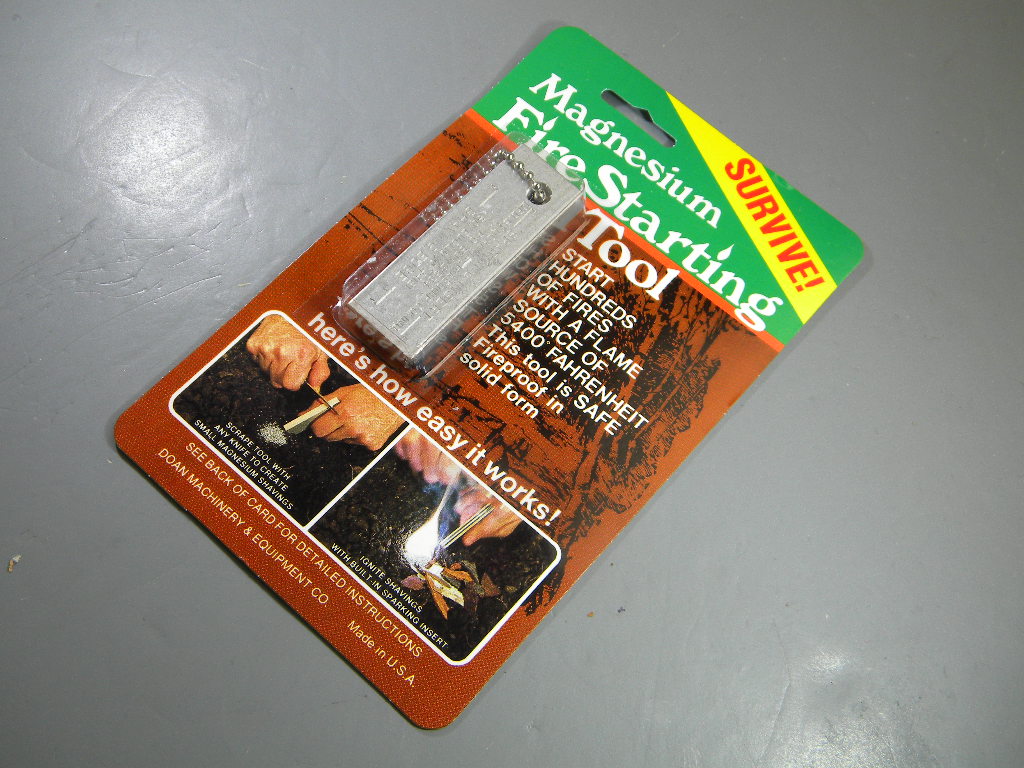 SURVIVE!
Magnesium
Fire Starting
Tool
START
HUNDREDS
OF FIRES
WITH A FLAME
SOURCE OF
5400° FAHRENHEIT
This tool is SAFE
Fireproof in
solid form
here's how easy it works!
SCRAPE TOOL WITH
ANY KNIFE TO CREATE
SMALL MAGNESIUM SHAVINGS
IGNITE SHAVINGS
WITH BUILT IN SPARKING INSERT
SEE BACK OF CARD FOR DETAILED INSTRUCTIONS
DOAN MACHINERY & EQUIPMENT CO.
Made in U.S.A.